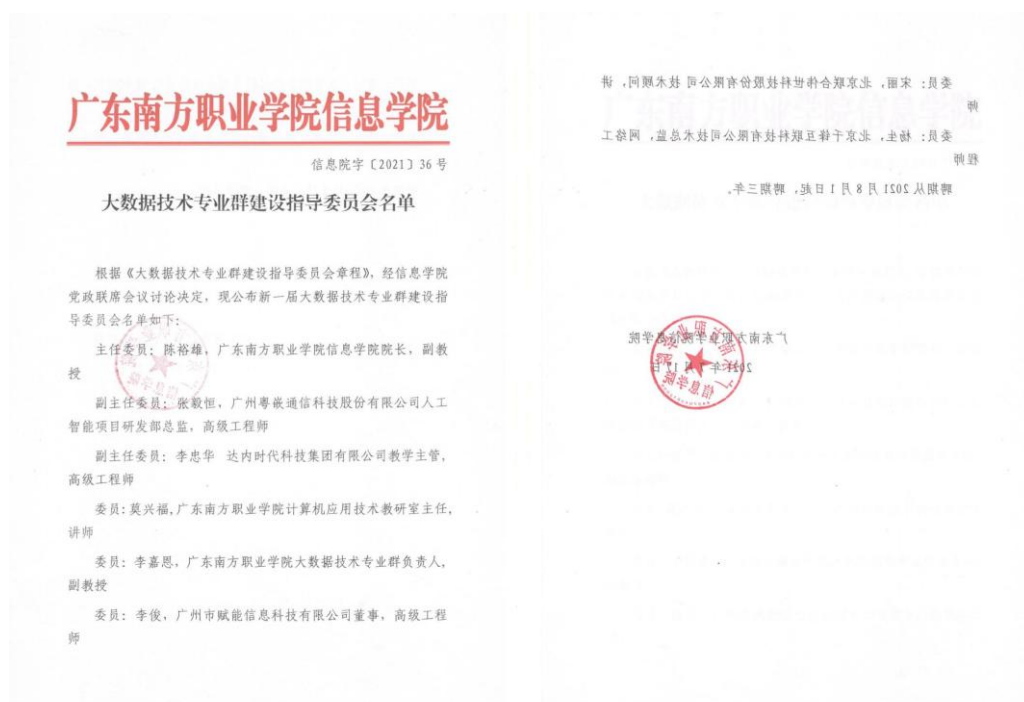 广东南方职业学院信息学院
信息院字〔2021〕36 号
大数据技术专业群建设指导委员会名单
根据《大数据技术专业群建设指导委员会章程》，经信息学院
党政联席会议讨论决定，现公布新一届大数据技术专业群建设指
导委员会名单如下：
主任委员：陈裕雄，广东南方职业学院信息学院院长，副教
授
副主任委员：张毅恒，广州粤嵌通信科技股份有限公司人工
智能项目研发部总监，高级工程师
副主任委员：李忠华 达内时代科技集团有限公司教学主管，
高级工程师
委员：莫兴福,广东南方职业学院计算机应用技术教研室主任，
讲师
委员：李嘉恩，广东南方职业学院大数据技术专业群负责人，
副教授
委员：李俊，广州市赋能信息科技有限公司董事，高级工程
师
委员：宋丽，北京联合伟世科技股份有限公司 技术顾问，讲
师
委员：杨生，北京千锋互联科技有限公司技术总监，网络工
程师
聘期从 2021 月 8 月 1 日起，聘期三年。
广东南方职业学院信息学院
2021 年 月 17 日